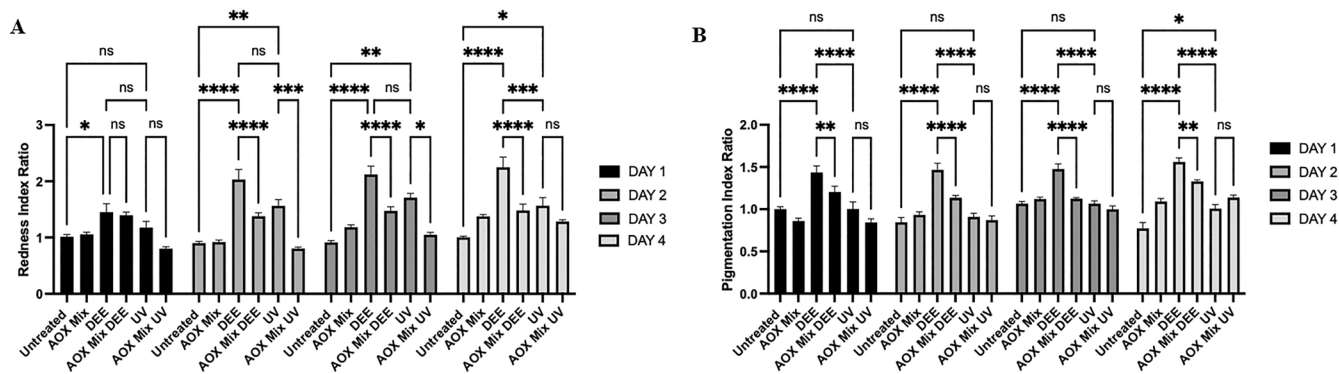 A
ns
**
**
*
ns
ns
****
***
****
***
****
ns
****
ns
*
ns
ns
****
****
*
****
ns
Redness Index Ratio
3
2
1
0
Untreated
AOX Mix
DEE
AOX Mix DEE
UV
AOX Mix UV
Untreated
AOX Mix
DEE
AOX Mix DEE
UV
AOX Mix UV
Untreated
AOX Mix
DEE
AOX Mix DEE
UV
AOX Mix UV
Untreated
AOX Mix
DEE
AOX Mix DEE
UV
AOX Mix UV
DAY 1
DAY 2
DAY 3
DAY 4
B
ns
ns
ns
*
****
****
****
****
****
****
****
****
**
ns
****
ns
****
ns
**
ns
Pigmentation Index Ratio
2.0
1.5
1.0
0.5
0.0
Untreated
AOX Mix
DEE
AOX Mix DEE
UV
AOX Mix UV
Untreated
AOX Mix
DEE
AOX Mix DEE
UV
AOX Mix UV
Untreated
AOX Mix
DEE
AOX Mix DEE
UV
AOX Mix UV
Untreated
AOX Mix
DEE
AOX Mix DEE
UV
AOX Mix UV
DAY 1
DAY 2
DAY 3
DAY 4